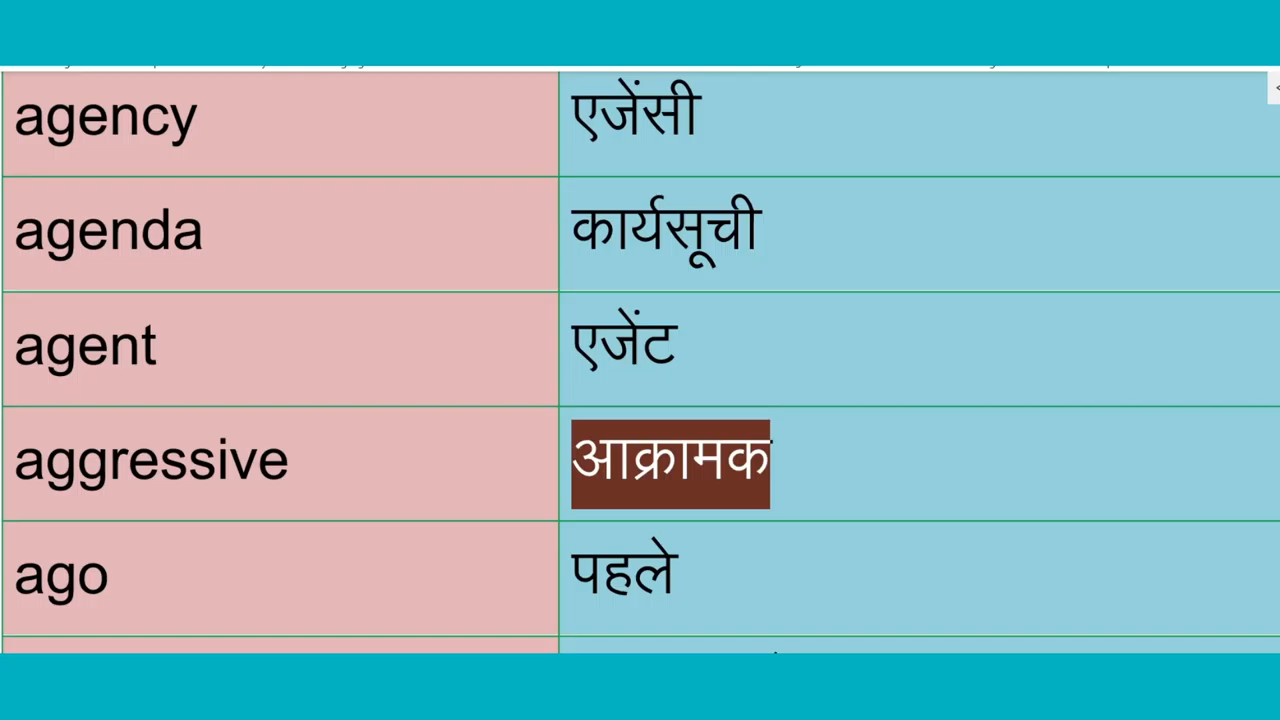 agency एजेंसी
agenda कार्यसूची
agent एजेंट
aggressive आक्रामक
ago पहले